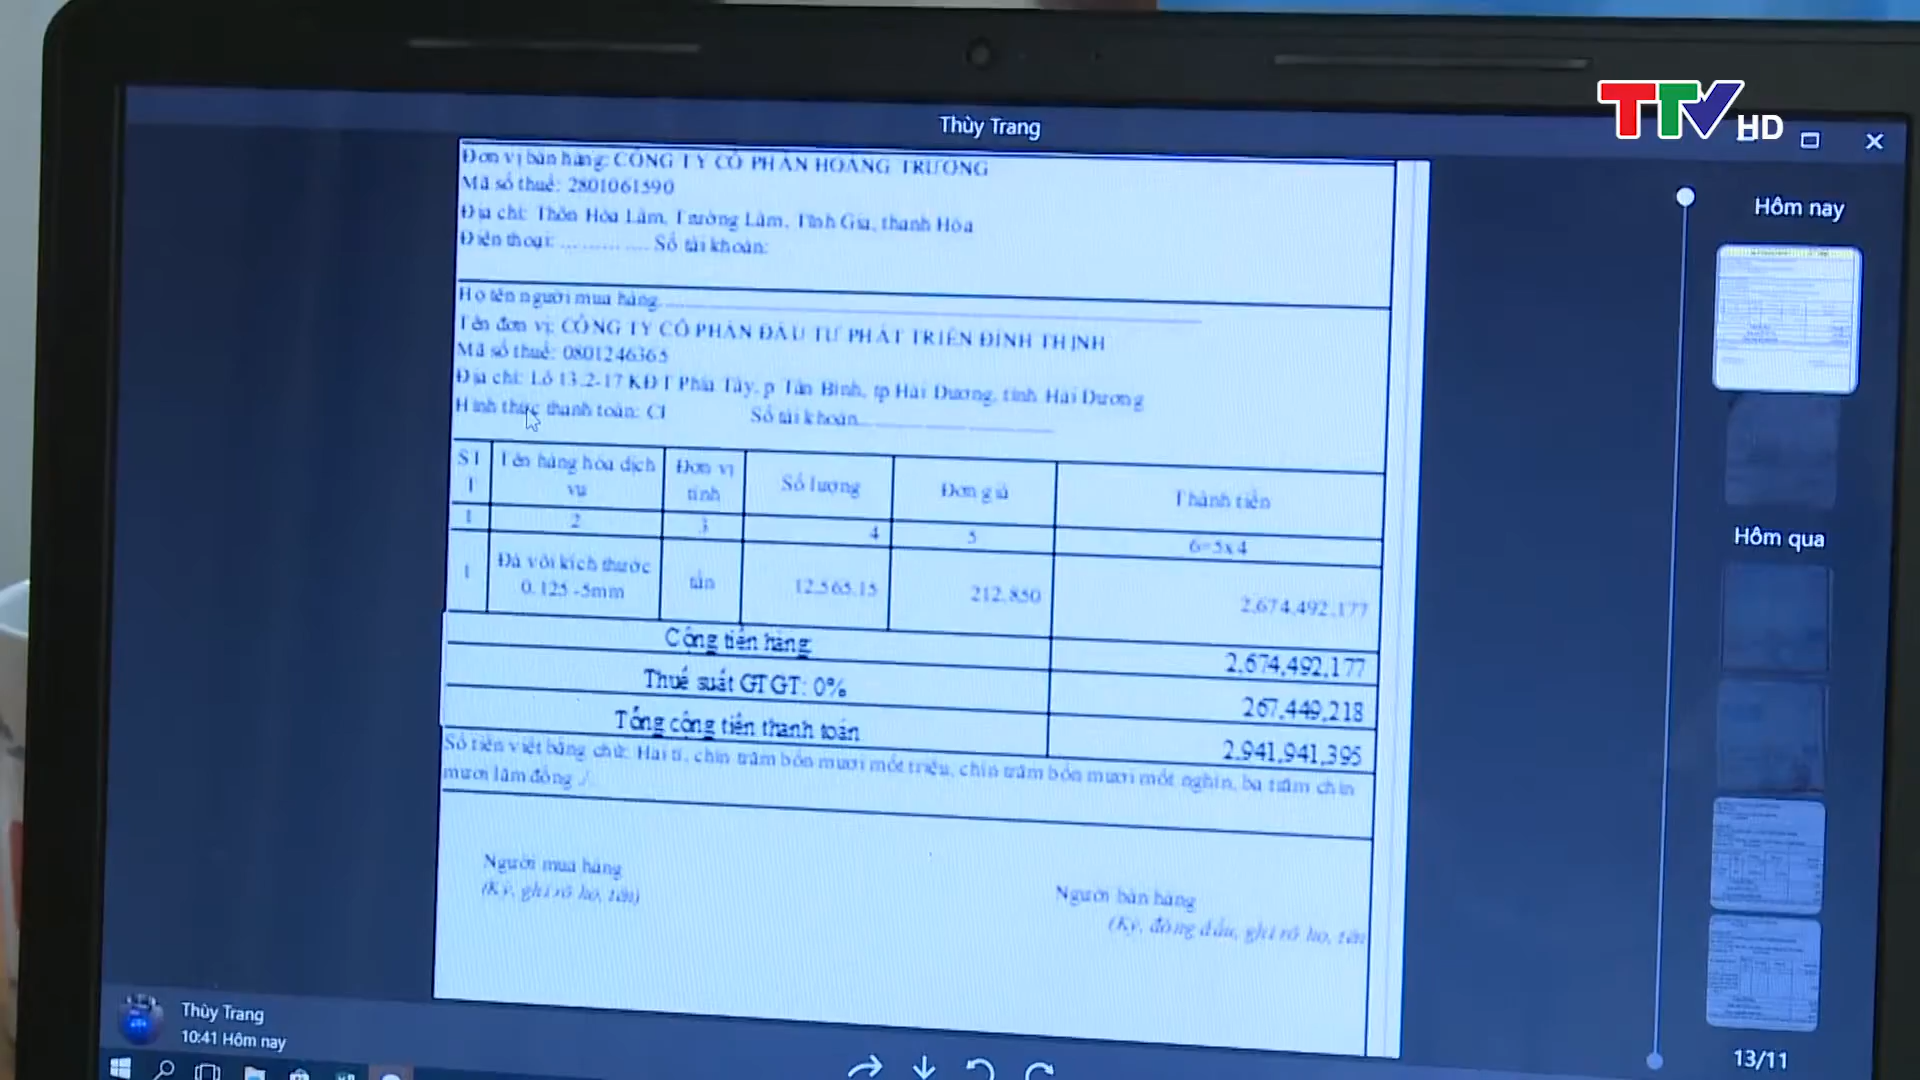 TTV HD
Thùy Trang
Đơn vị bán hàng: CÔNG TY CỔ PHẦN HOÀNG TRƯỜNG
Mã số thuế: 2801061590
Địa chỉ: Thôn Hòa Lâm, Trường Lâm, Tĩnh Gia, thanh Hóa
Điện thoại: ............. Số tài khoản:
Họ tên người mua hàng
Tên đơn vị: CÔNG TY CỔ PHẦN ĐẦU TƯ PHÁT TRIỂN ĐÌNH THỊNH
Mã số thuế: 0801246365
Địa chỉ: Lô 13.2-17 KĐT Phía Tây, p Tân Bình, tp Hải Dương, tỉnh Hải Dương
Hình thức thanh toán: Số tài khoản
STT Tên hàng hóa dịch vụ Đơn vị tính Số lượng Đơn giá Thành tiền
1 2 3 4 5 6=5x4
1 Đá vôi kích thước 0.125 -5mm tấn 12.565.15 212.850 2,674,492,177
Cộng tiền hàng 2,674,492,177
Thuế suất GTGT: 0% 267,449,218
Tổng cộng tiền thanh toán 2,941,941,395
Số tiền viết bằng chữ: Hai tỉ, chín trăm bốn mươi mốt triệu, chín trăm bốn mươi mốt nghìn, ba trăm chín
mươi lăm đồng ./.
Người mua hàng
(Ký, ghi rõ họ, tên)
Người bán hàng
(Ký, đóng dấu, ghi rõ họ, tên
Hôm nay
Hôm qua
13/11
Thùy Trang
10:41 Hôm nay